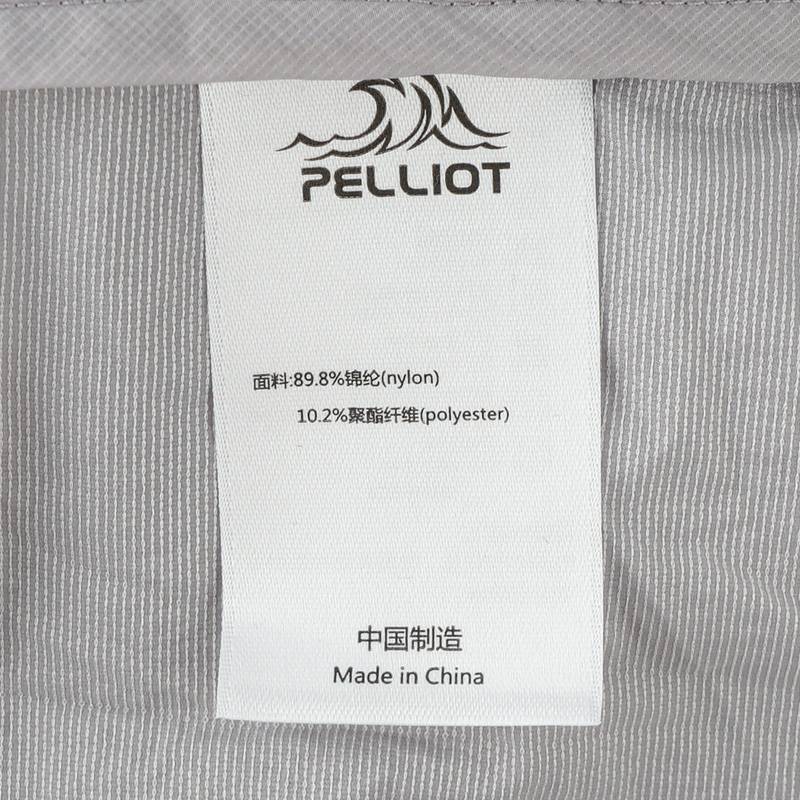 PELLIOT
面料:89.8%锦纶(nylon)
10.2%聚酯纤维(polyester)
中国制造
Made in China